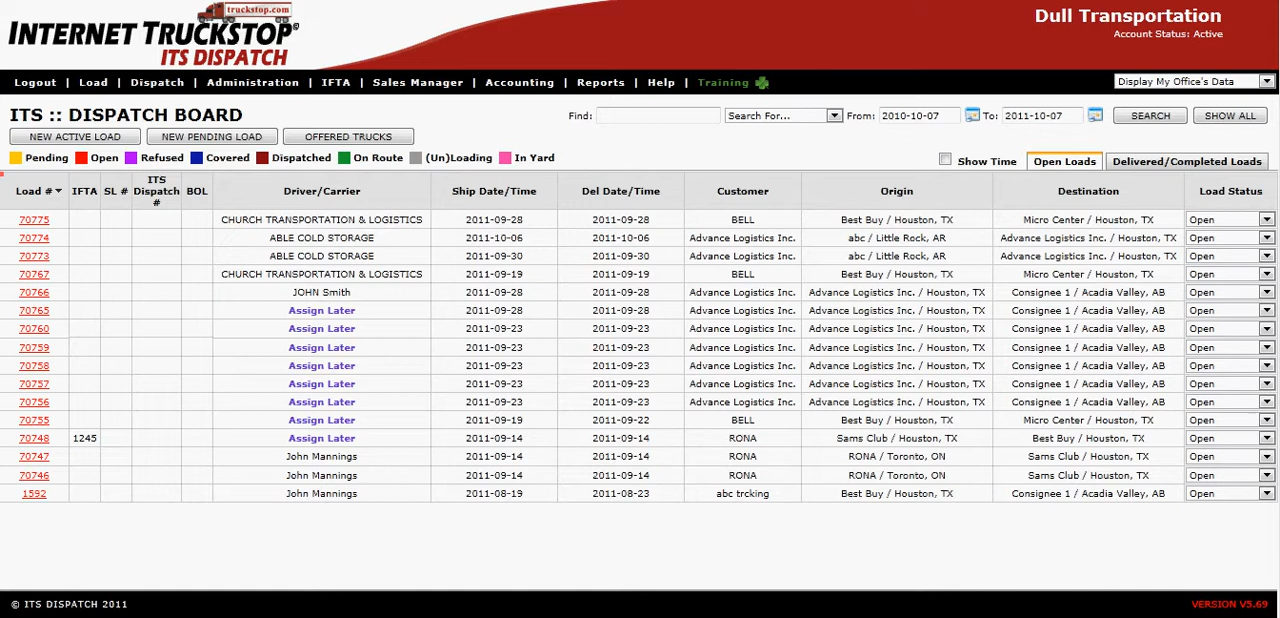 truckstop.com
INTERNET TRUCKSTOP®
ITS DISPATCH
Dull Transportation
Account Status: Active
Logout | Load | Dispatch | Administration | IFTA | Sales Manager | Accounting | Reports | Help | Training
Display My Office's Data
ITS :: DISPATCH BOARD
Find: Search For... From: 2010-10-07 To: 2011-10-07 SEARCH SHOW ALL
NEW ACTIVE LOAD NEW PENDING LOAD OFFERED TRUCKS
Pending Open Refused Covered Dispatched On Route (Un)Loading In Yard
Show Time Open Loads Delivered/Completed Loads
Load # IFTA SL # ITS Dispatch # BOL Driver/Carrier Ship Date/Time Del Date/Time Customer Origin Destination Load Status
70775 CHURCH TRANSPORTATION & LOGISTICS 2011-09-28 2011-09-28 BELL Best Buy / Houston, TX Micro Center / Houston, TX Open
70774 ABLE COLD STORAGE 2011-10-06 2011-10-06 Advance Logistics Inc. abc / Little Rock, AR Advance Logistics Inc. / Houston, TX Open
70773 ABLE COLD STORAGE 2011-09-30 2011-09-30 Advance Logistics Inc. abc / Little Rock, AR Advance Logistics Inc. / Houston, TX Open
70767 CHURCH TRANSPORTATION & LOGISTICS 2011-09-19 2011-09-19 BELL Best Buy / Houston, TX Micro Center / Houston, TX Open
70766 JOHN Smith 2011-09-28 2011-09-28 Advance Logistics Inc. Advance Logistics Inc. / Houston, TX Consignee 1 / Acadia Valley, AB Open
70765 Assign Later 2011-09-28 2011-09-28 Advance Logistics Inc. Advance Logistics Inc. / Houston, TX Consignee 1 / Acadia Valley, AB Open
70760 Assign Later 2011-09-23 2011-09-23 Advance Logistics Inc. Advance Logistics Inc. / Houston, TX Consignee 1 / Acadia Valley, AB Open
70759 Assign Later 2011-09-23 2011-09-23 Advance Logistics Inc. Advance Logistics Inc. / Houston, TX Consignee 1 / Acadia Valley, AB Open
70758 Assign Later 2011-09-23 2011-09-23 Advance Logistics Inc. Advance Logistics Inc. / Houston, TX Consignee 1 / Acadia Valley, AB Open
70757 Assign Later 2011-09-23 2011-09-23 Advance Logistics Inc. Advance Logistics Inc. / Houston, TX Consignee 1 / Acadia Valley, AB Open
70756 Assign Later 2011-09-23 2011-09-23 Advance Logistics Inc. Advance Logistics Inc. / Houston, TX Consignee 1 / Acadia Valley, AB Open
70755 Assign Later 2011-09-19 2011-09-22 BELL Best Buy / Houston, TX Micro Center / Houston, TX Open
70748 1245 Assign Later 2011-09-14 2011-09-14 RONA Sams Club / Houston, TX Best Buy / Houston, TX Open
70747 John Mannings 2011-09-14 2011-09-14 RONA RONA / Toronto, ON Sams Club / Houston, TX Open
70746 John Mannings 2011-09-14 2011-09-14 RONA RONA / Toronto, ON Sams Club / Houston, TX Open
1592 John Mannings 2011-08-19 2011-08-23 abc trcking Best Buy / Houston, TX Consignee 1 / Acadia Valley, AB Open
© ITS DISPATCH 2011
VERSION V5.69